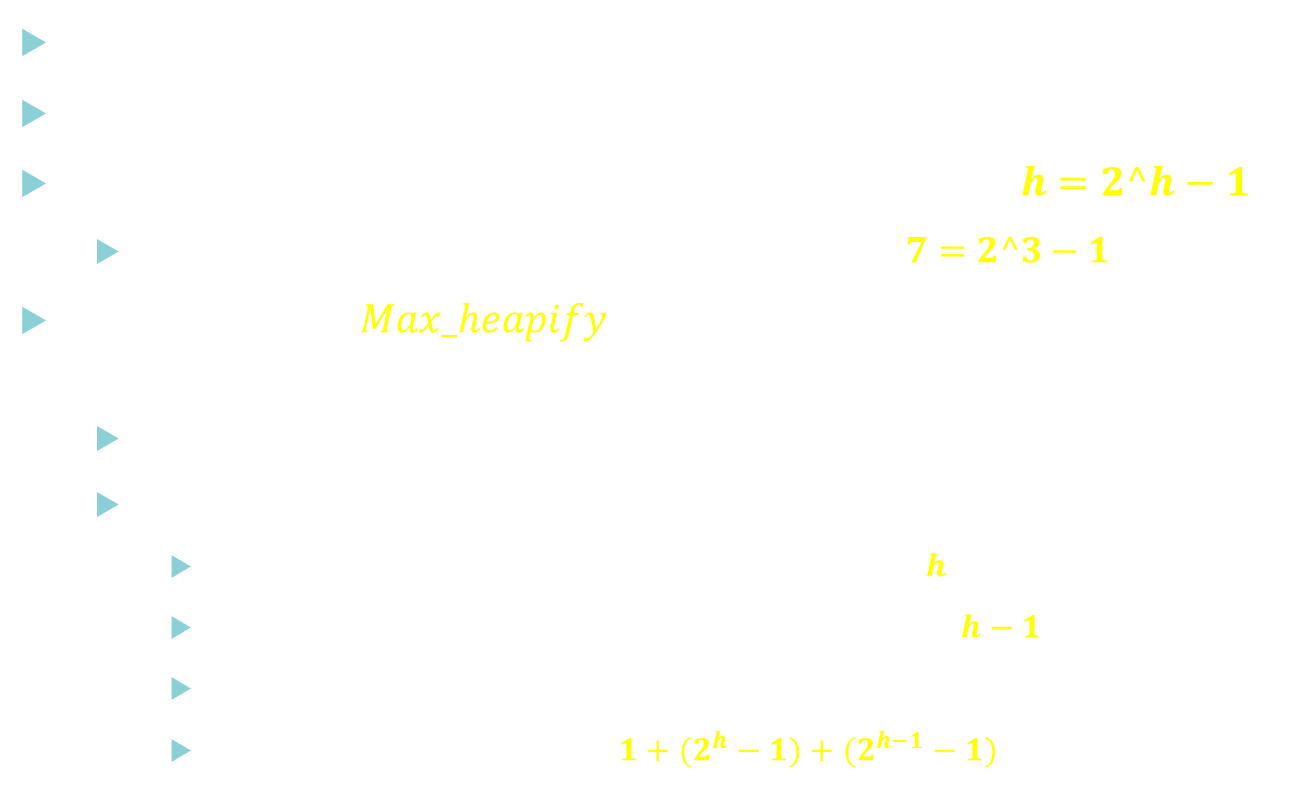 h = 2^h − 1
7 = 2^3 − 1
Max_heapify
h
h − 1
1 + (2^h − 1) + (2^{h−1} − 1)